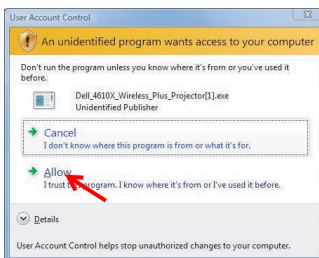 User Account Control
An unidentified program wants access to your computer
Don't run the program unless you know where it's from or you've used it
before.
Dell_4610X_Wireless_Plus_Projector[1].exe
Unidentified Publisher
Cancel
I don't know where this program is from or what it's for.
Allow
I trust this program. I know where it's from or I've used it before.
Details
User Account Control helps stop unauthorized changes to your computer.